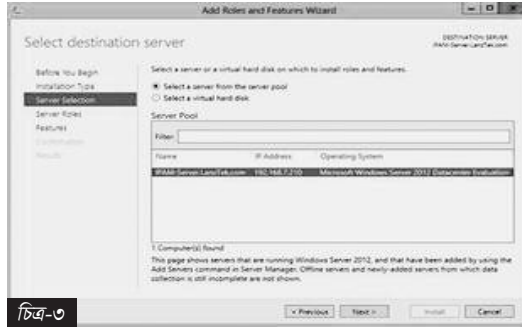 Add Roles and Features Wizard
Select destination server
DESTINATION SERVER
IPAM-Server.LansTek.com
Before You Begin
Installation Type
Server Selection
Server Roles
Features
Confirmation
Results
Select a server or a virtual hard disk on which to install roles and features.
Select a server from the server pool
Select a virtual hard disk
Server Pool
Filter:
Name IP Address Operating System
IPAM-Server.LansTek.com 192.168.7.210 Microsoft Windows Server 2012 Datacenter Evaluation
1 Computer(s) found
This page shows servers that are running Windows Server 2012, and that have been added by using the
Add Servers command in Server Manager. Offline servers and newly-added servers from which data
collection is still incomplete are not shown.
< Previous Next > Install Cancel
চিত্র-৩